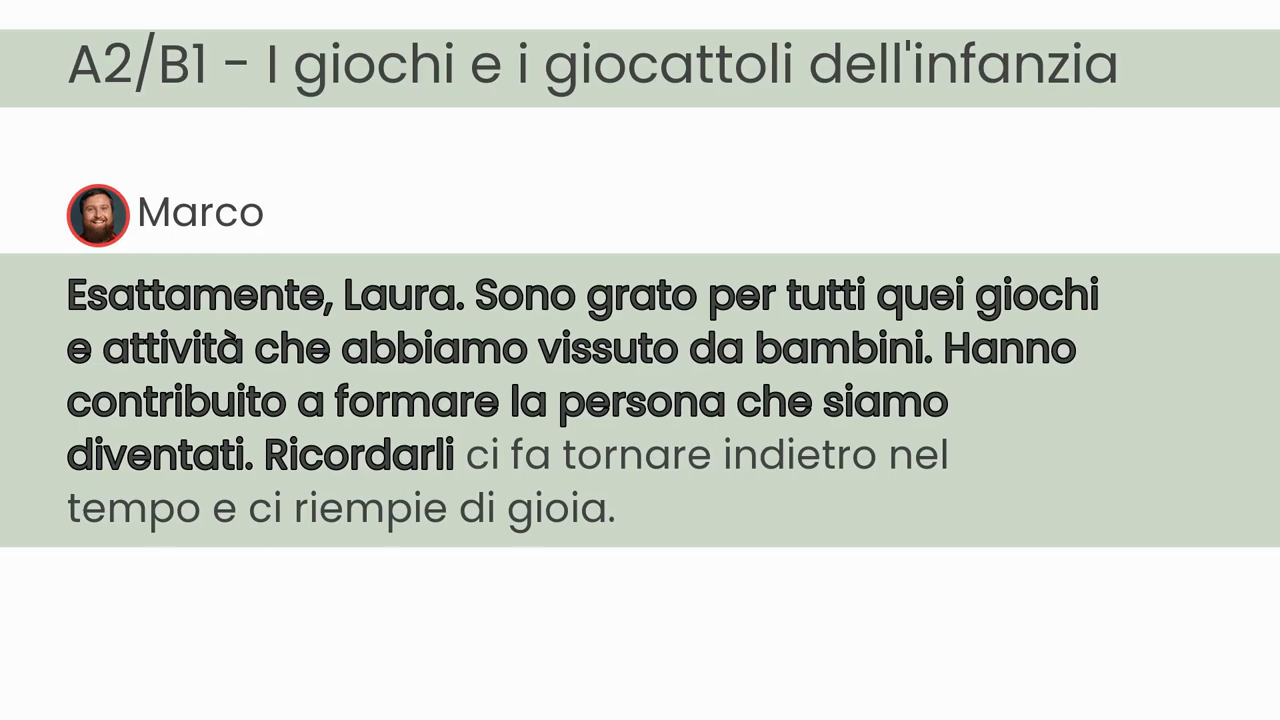 A2/B1 - I giochi e i giocattoli dell'infanzia
Marco
Esattamente, Laura. Sono grato per tutti quei giochi
e attività che abbiamo vissuto da bambini. Hanno
contribuito a formare la persona che siamo
diventati. Ricordarli ci fa tornare indietro nel
tempo e ci riempie di gioia.